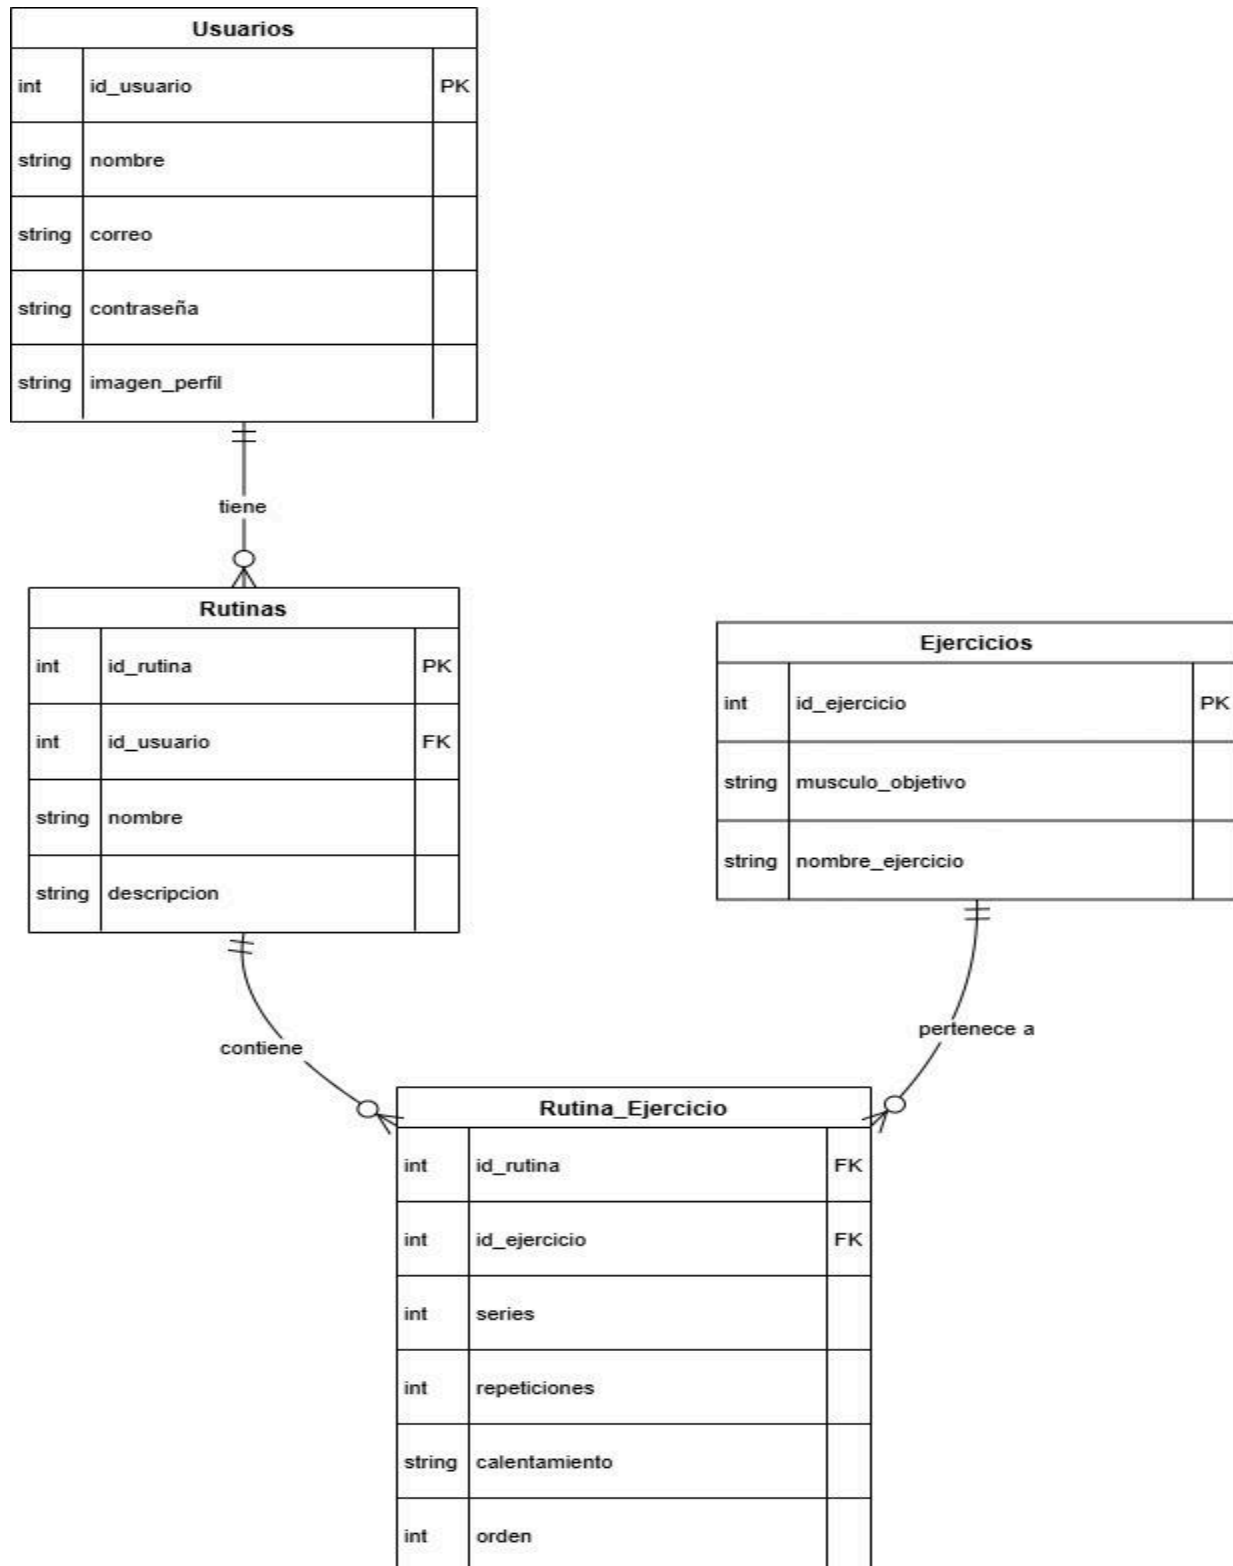 Usuarios
int id_usuario PK
string nombre
string correo
string contraseña
string imagen_perfil
tiene
Rutinas
int id_rutina PK
int id_usuario FK
string nombre
string descripcion
Ejercicios
int id_ejercicio PK
string musculo_objetivo
string nombre_ejercicio
contiene
pertenece a
Rutina_Ejercicio
int id_rutina FK
int id_ejercicio FK
int series
int repeticiones
string calentamiento
int orden